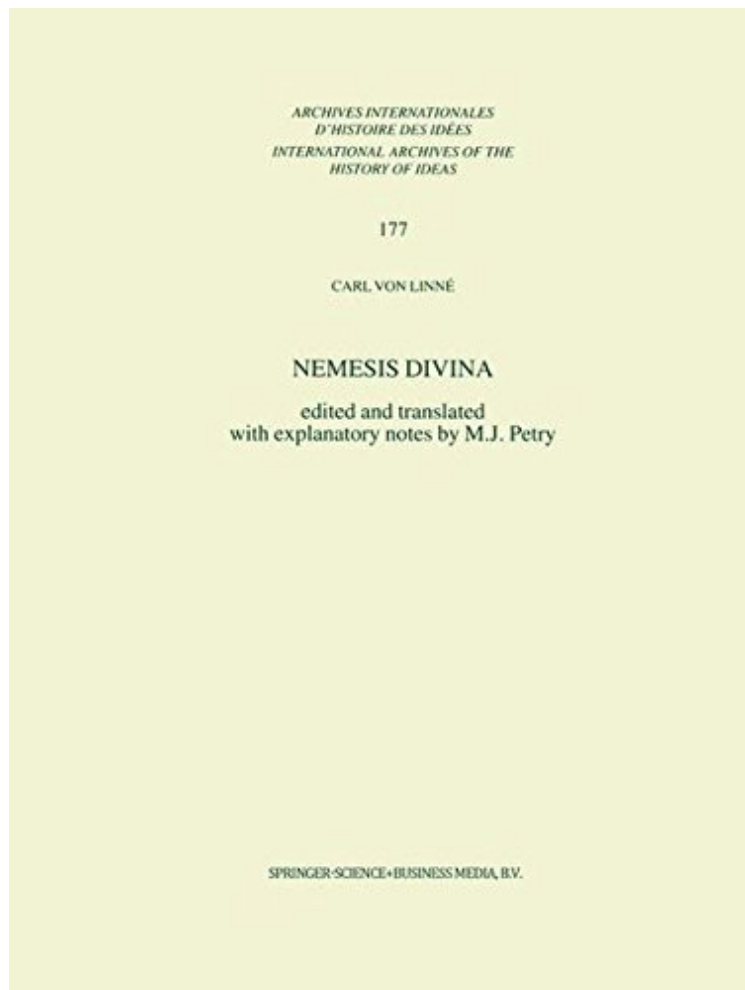 ARCHIVES INTERNATIONALES
D'HISTOIRE DES IDÉES
INTERNATIONAL ARCHIVES OF THE
HISTORY OF IDEAS
177
CARL VON LINNÉ
NEMESIS DIVINA
edited and translated
with explanatory notes by M.J. Petry
SPRINGER-SCIENCE+BUSINESS MEDIA, B.V.